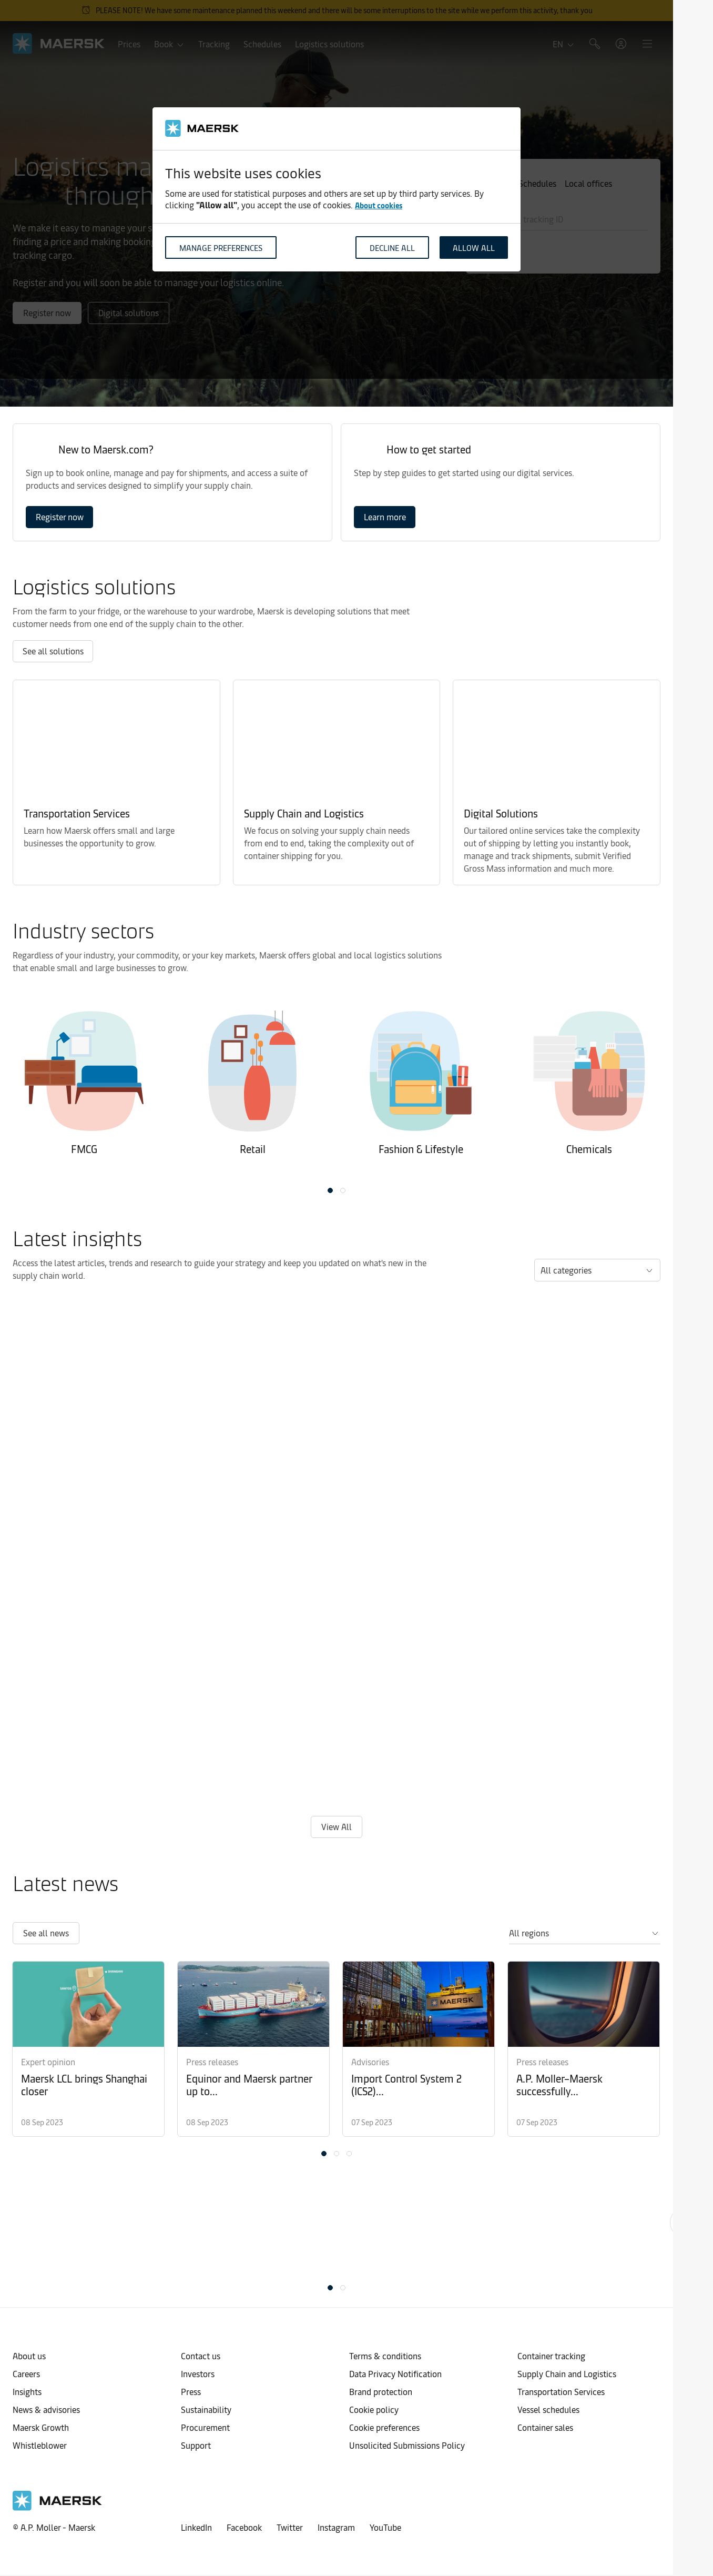 PLEASE NOTE! We have some maintenance planned this weekend and there will be some interruptions to the site while we perform this activity, thank you
MAERSK
Prices
Book
Tracking
Schedules
Logistics solutions
EN
MAERSK
This website uses cookies
Some are used for statistical purposes and others are set up by third party services. By
clicking "Allow all", you accept the use of cookies. About cookies
MANAGE PREFERENCES
DECLINE ALL
ALLOW ALL
Logistics
through
We make it easy to manage your
finding a price and making
tracking cargo.
Register and you will soon be able to manage your logistics online.
Register now
Digital solutions
Schedules
Local offices
tracking ID
New to Maersk.com?
Sign up to book online, manage and pay for shipments, and access a suite of
products and services designed to simplify your supply chain.
Register now
How to get started
Step by step guides to get started using our digital services.
Learn more
Logistics solutions
From the farm to your fridge, or the warehouse to your wardrobe, Maersk is developing solutions that meet
customer needs from one end of the supply chain to the other.
See all solutions
Transportation Services
Learn how Maersk offers small and large
businesses the opportunity to grow.
Supply Chain and Logistics
We focus on solving your supply chain needs
from end to end, taking the complexity out of
container shipping for you.
Digital Solutions
Our tailored online services take the complexity
out of shipping by letting you instantly book,
manage and track shipments, submit Verified
Gross Mass information and much more.
Industry sectors
Regardless of your industry, your commodity, or your key markets, Maersk offers global and local logistics solutions
that enable small and large businesses to grow.
FMCG
Retail
Fashion & Lifestyle
Chemicals
Latest insights
Access the latest articles, trends and research to guide your strategy and keep you updated on what's new in the
supply chain world.
All categories
View All
Latest news
See all news
All regions
MAERSK
Expert opinion
Maersk LCL brings Shanghai
closer
08 Sep 2023
Press releases
Equinor and Maersk partner
up to...
08 Sep 2023
Advisories
Import Control System 2
(ICS2)...
07 Sep 2023
Press releases
A.P. Moller–Maersk
successfully...
07 Sep 2023
About us
Careers
Insights
News & advisories
Maersk Growth
Whistleblower
Contact us
Investors
Press
Sustainability
Procurement
Support
Terms & conditions
Data Privacy Notification
Brand protection
Cookie policy
Cookie preferences
Unsolicited Submissions Policy
Container tracking
Supply Chain and Logistics
Transportation Services
Vessel schedules
Container sales
MAERSK
© A.P. Moller - Maersk
LinkedIn
Facebook
Twitter
Instagram
YouTube